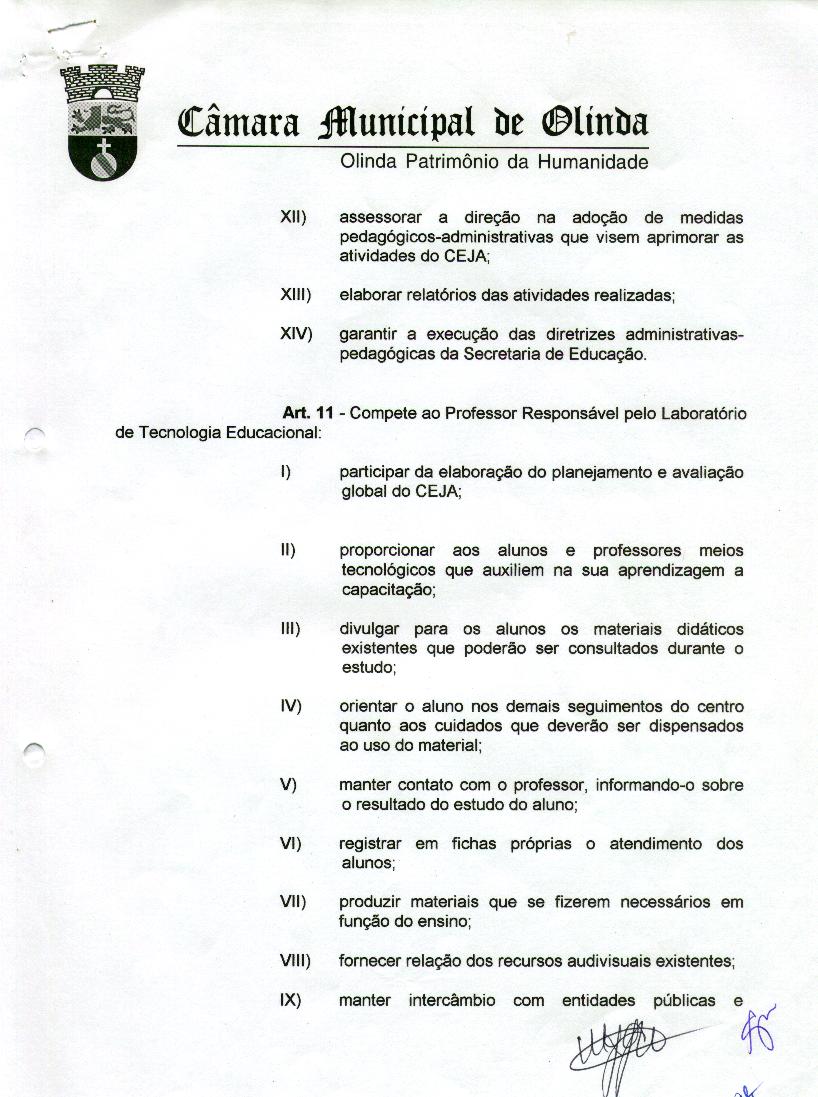 Câmara Municipal de Olinda
Olinda Patrimônio da Humanidade
XII) assessorar a direção na adoção de medidas
pedagógicos-administrativas que visem aprimorar as
atividades do CEJA;
XIII) elaborar relatórios das atividades realizadas;
XIV) garantir a execução das diretrizes administrativas-
pedagógicas da Secretaria de Educação.
Art. 11 - Compete ao Professor Responsável pelo Laboratório
de Tecnologia Educacional:
I) participar da elaboração do planejamento e avaliação
global do CEJA;
II) proporcionar aos alunos e professores meios
tecnológicos que auxiliem na sua aprendizagem a
capacitação;
III) divulgar para os alunos os materiais didáticos
existentes que poderão ser consultados durante o
estudo;
IV) orientar o aluno nos demais seguimentos do centro
quanto aos cuidados que deverão ser dispensados
ao uso do material;
V) manter contato com o professor, informando-o sobre
o resultado do estudo do aluno;
VI) registrar em fichas próprias o atendimento dos
alunos;
VII) produzir materiais que se fizerem necessários em
função do ensino;
VIII) fornecer relação dos recursos audivisuais existentes;
IX) manter intercâmbio com entidades públicas e